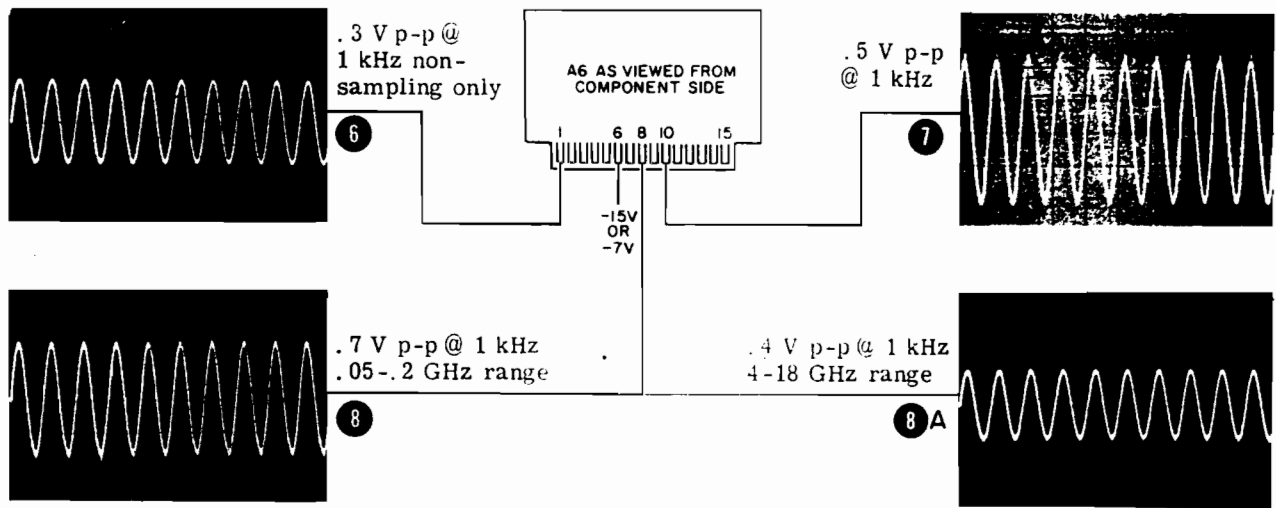 .3 V p-p @
1 kHz non-
sampling only
6
A6 AS VIEWED FROM
COMPONENT SIDE
1 6 8 10 15
-15V
OR
-7V
.5 V p-p
@ 1 kHz
7
.7 V p-p @ 1 kHz
.05-.2 GHz range
8
.4 V p-p @ 1 kHz
4-18 GHz range
8A